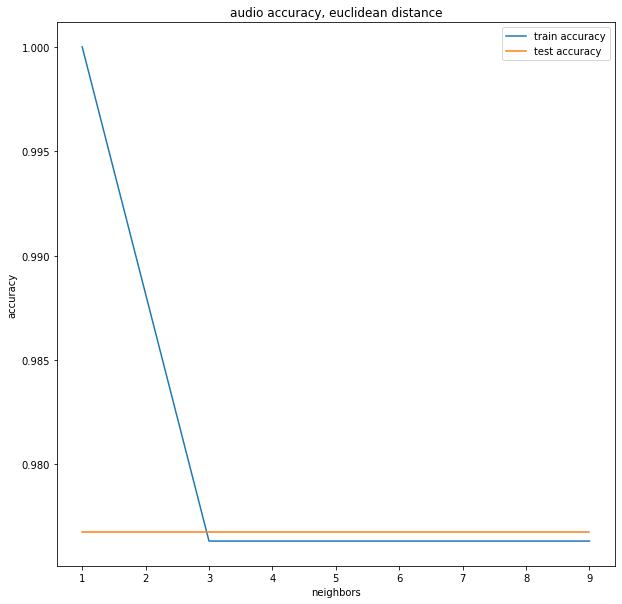 audio accuracy, euclidean distance
train accuracy
test accuracy
1.000
0.995
0.990
0.985
0.980
accuracy
1 2 3 4 5 6 7 8 9
neighbors